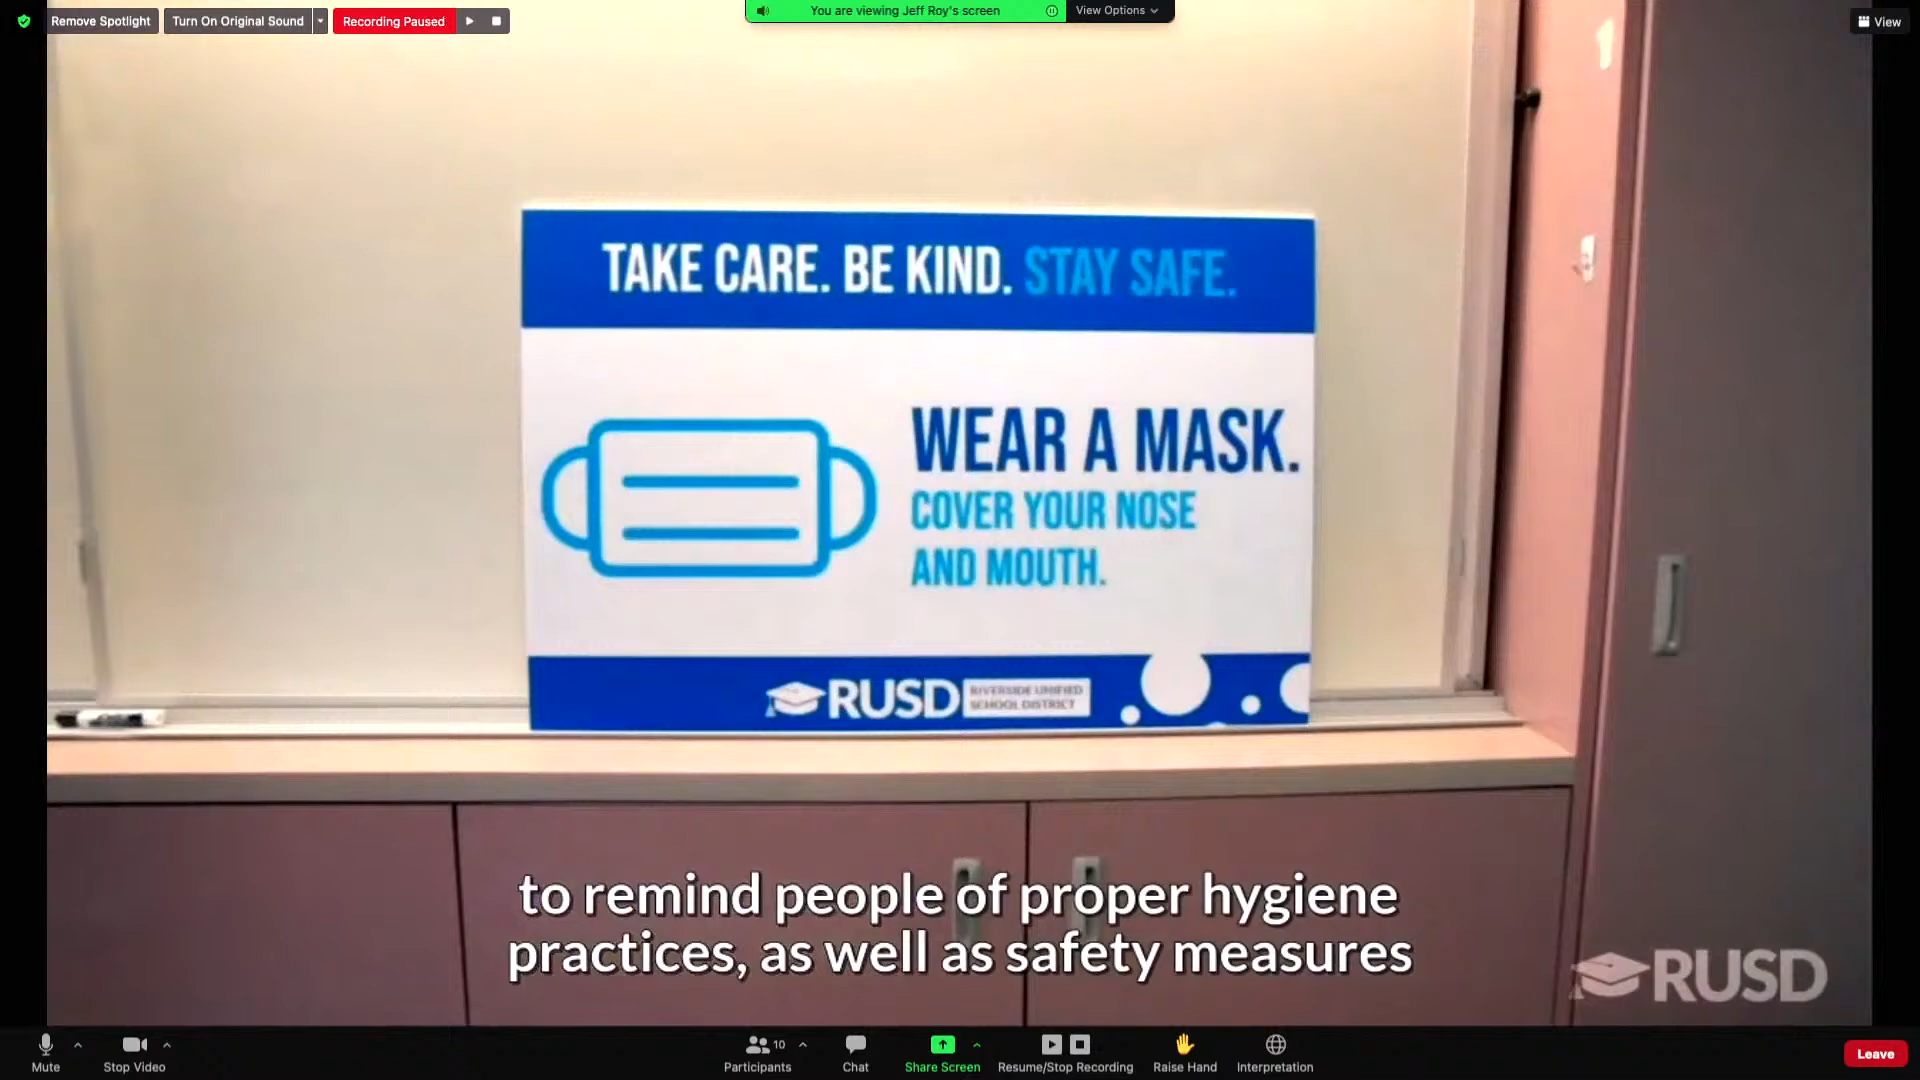 Remove Spotlight
Turn On Original Sound
Recording Paused
You are viewing Jeff Roy's screen
View Options
View
TAKE CARE. BE KIND. STAY SAFE.
WEAR A MASK.
COVER YOUR NOSE
AND MOUTH.
RUSD
RIVERSIDE UNIFIED
SCHOOL DISTRICT
to remind people of proper hygiene
practices, as well as safety measures
RUSD
Mute
Stop Video
10
Participants
Chat
Share Screen
Resume/Stop Recording
Raise Hand
Interpretation
Leave